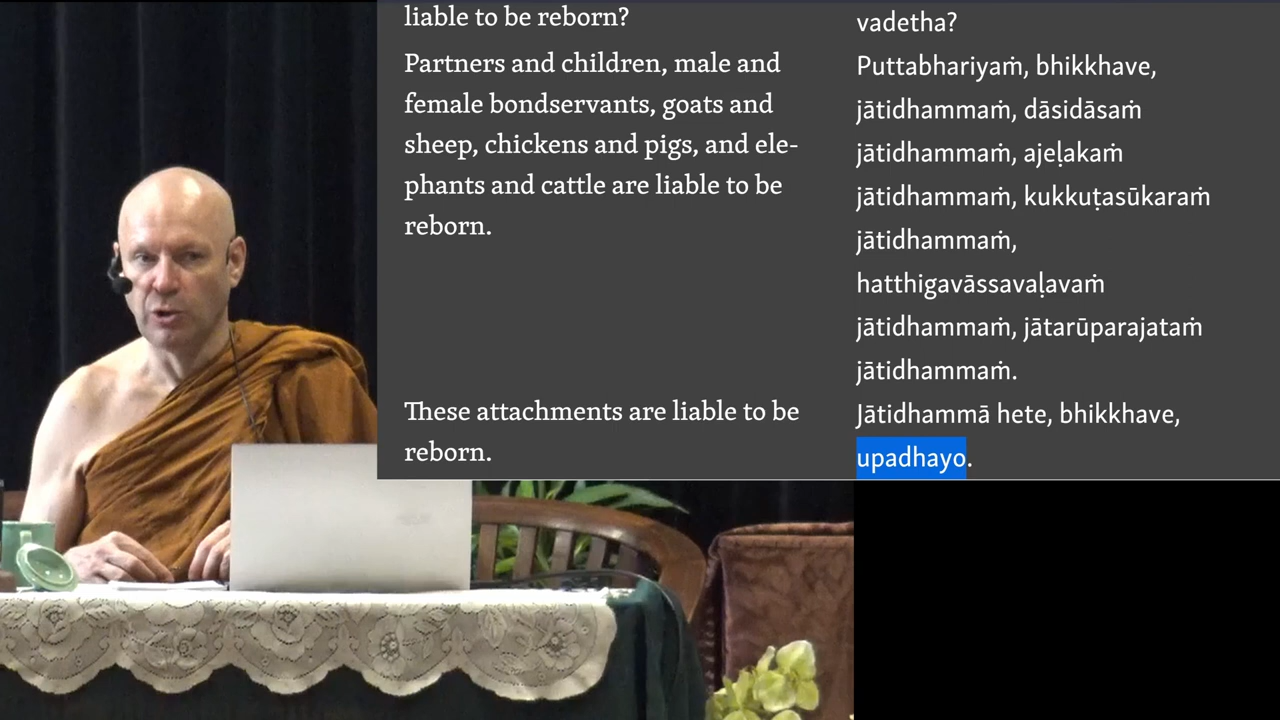 liable to be reborn?
Partners and children, male and
female bondservants, goats and
sheep, chickens and pigs, and ele-
phants and cattle are liable to be
reborn.
These attachments are liable to be
reborn.
vadetha?
Puttabhariyaṁ, bhikkhave,
jātidhammaṁ, dāsidāsaṁ
jātidhammaṁ, ajeḷakaṁ
jātidhammaṁ, kukkuṭasūkaraṁ
jātidhammaṁ,
hatthigavāssavaḷavaṁ
jātidhammaṁ, jātarūparajataṁ
jātidhammaṁ.
Jātidhammā hete, bhikkhave,
upadhayo.